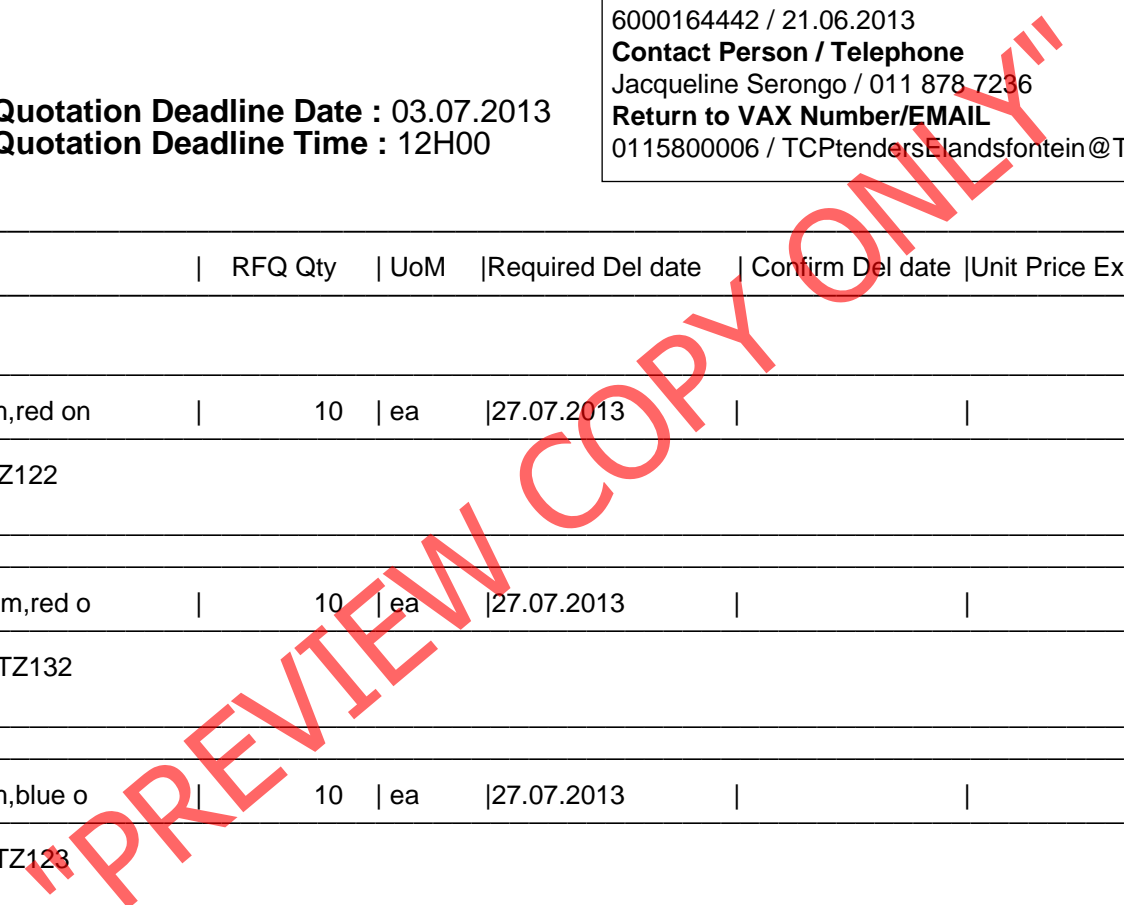 6000164442 / 21.06.2013
Contact Person / Telephone
Jacqueline Serongo / 011 878 7236
Return to VAX Number/EMAIL
0115800006 / TCPtendersElandsfontein@T
Quotation Deadline Date : 03.07.2013
Quotation Deadline Time : 12H00
| RFQ Qty | UoM |Required Del date | Confirm Del date |Unit Price Ex
,red on | 10 | ea |27.07.2013 | |
Z122
m,red o | 10 | ea |27.07.2013 | |
TZ132
,blue o | 10 | ea |27.07.2013 | |
TZ123
"PREVIEW COPY ONLY"